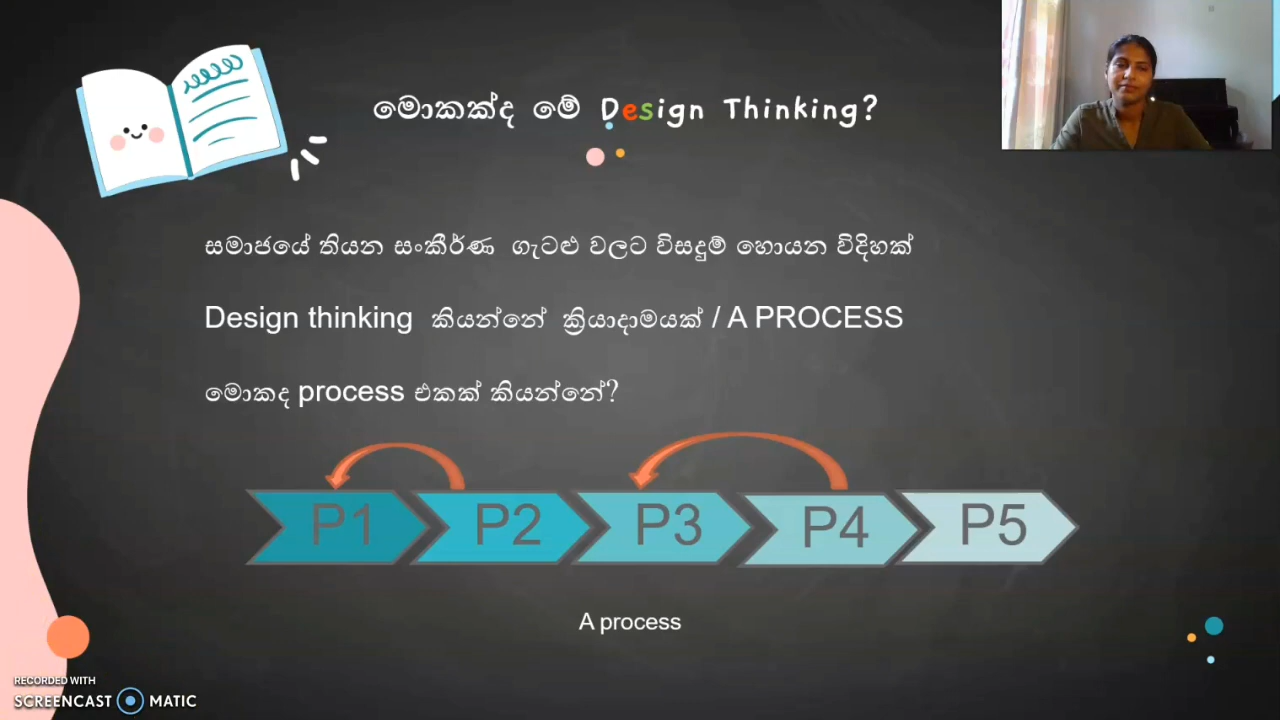 මොකක්ද මේ Design Thinking?
සමාජයේ තියන සංකීර්ණ ගැටළු වලට විසදුම් හොයන විදිහක්
Design thinking කියන්නේ ක්‍රියාදාමයක් / A PROCESS
මොකද process එකක් කියන්නේ?
P1 P2 P3 P4 P5
A process
RECORDED WITH
SCREENCAST MATIC